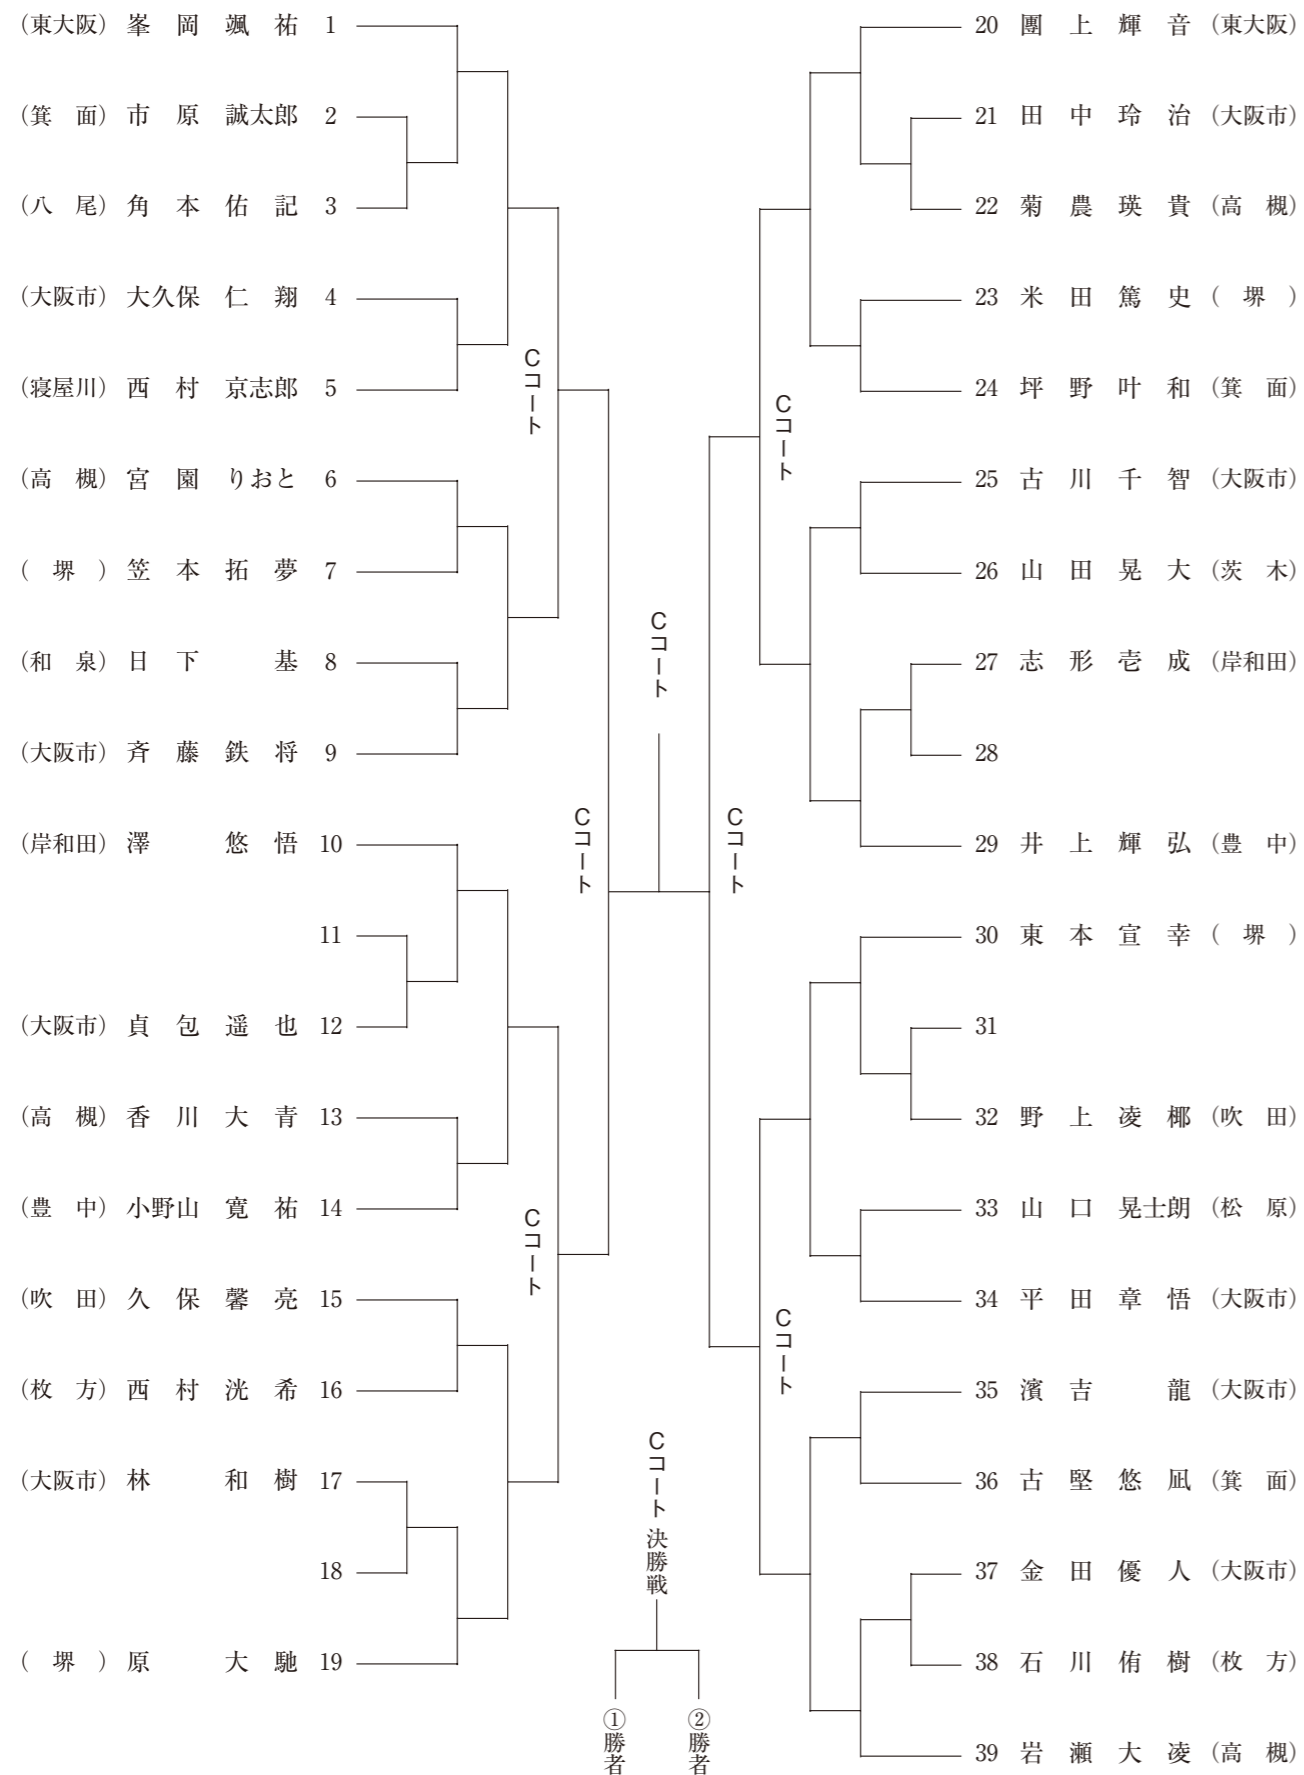 (東大阪) 峯 岡 颯 祐 1
(箕 面) 市 原 誠太郎 2
(八 尾) 角 本 佑 記 3
(大阪市) 大久保 仁 翔 4
(寝屋川) 西 村 京志郎 5
(高 槻) 宮 園 りおと 6
( 堺 ) 笠 本 拓 夢 7
(和 泉) 日 下 基 8
(大阪市) 斉 藤 鉄 将 9
(岸和田) 澤 悠 悟 10
11
(大阪市) 貞 包 遥 也 12
(高 槻) 香 川 大 青 13
(豊 中) 小野山 寛 祐 14
(吹 田) 久 保 馨 亮 15
(枚 方) 西 村 洸 希 16
(大阪市) 林 和 樹 17
18
( 堺 ) 原 大 馳 19
Cコート
Cコート
Cコート
Cコート
Cコート 決勝戦
①勝者
②勝者
Cコート
Cコート
Cコート
20 團 上 輝 音 (東大阪)
21 田 中 玲 治 (大阪市)
22 菊 農 瑛 貴 (高 槻)
23 米 田 篤 史 ( 堺 )
24 坪 野 叶 和 (箕 面)
25 古 川 千 智 (大阪市)
26 山 田 晃 大 (茨 木)
27 志 形 壱 成 (岸和田)
28
29 井 上 輝 弘 (豊 中)
30 東 本 宣 幸 ( 堺 )
31
32 野 上 凌 椰 (吹 田)
33 山 口 晃士朗 (松 原)
34 平 田 章 悟 (大阪市)
35 濱 吉 龍 (大阪市)
36 古 堅 悠 凪 (箕 面)
37 金 田 優 人 (大阪市)
38 石 川 侑 樹 (枚 方)
39 岩 瀬 大 凌 (高 槻)